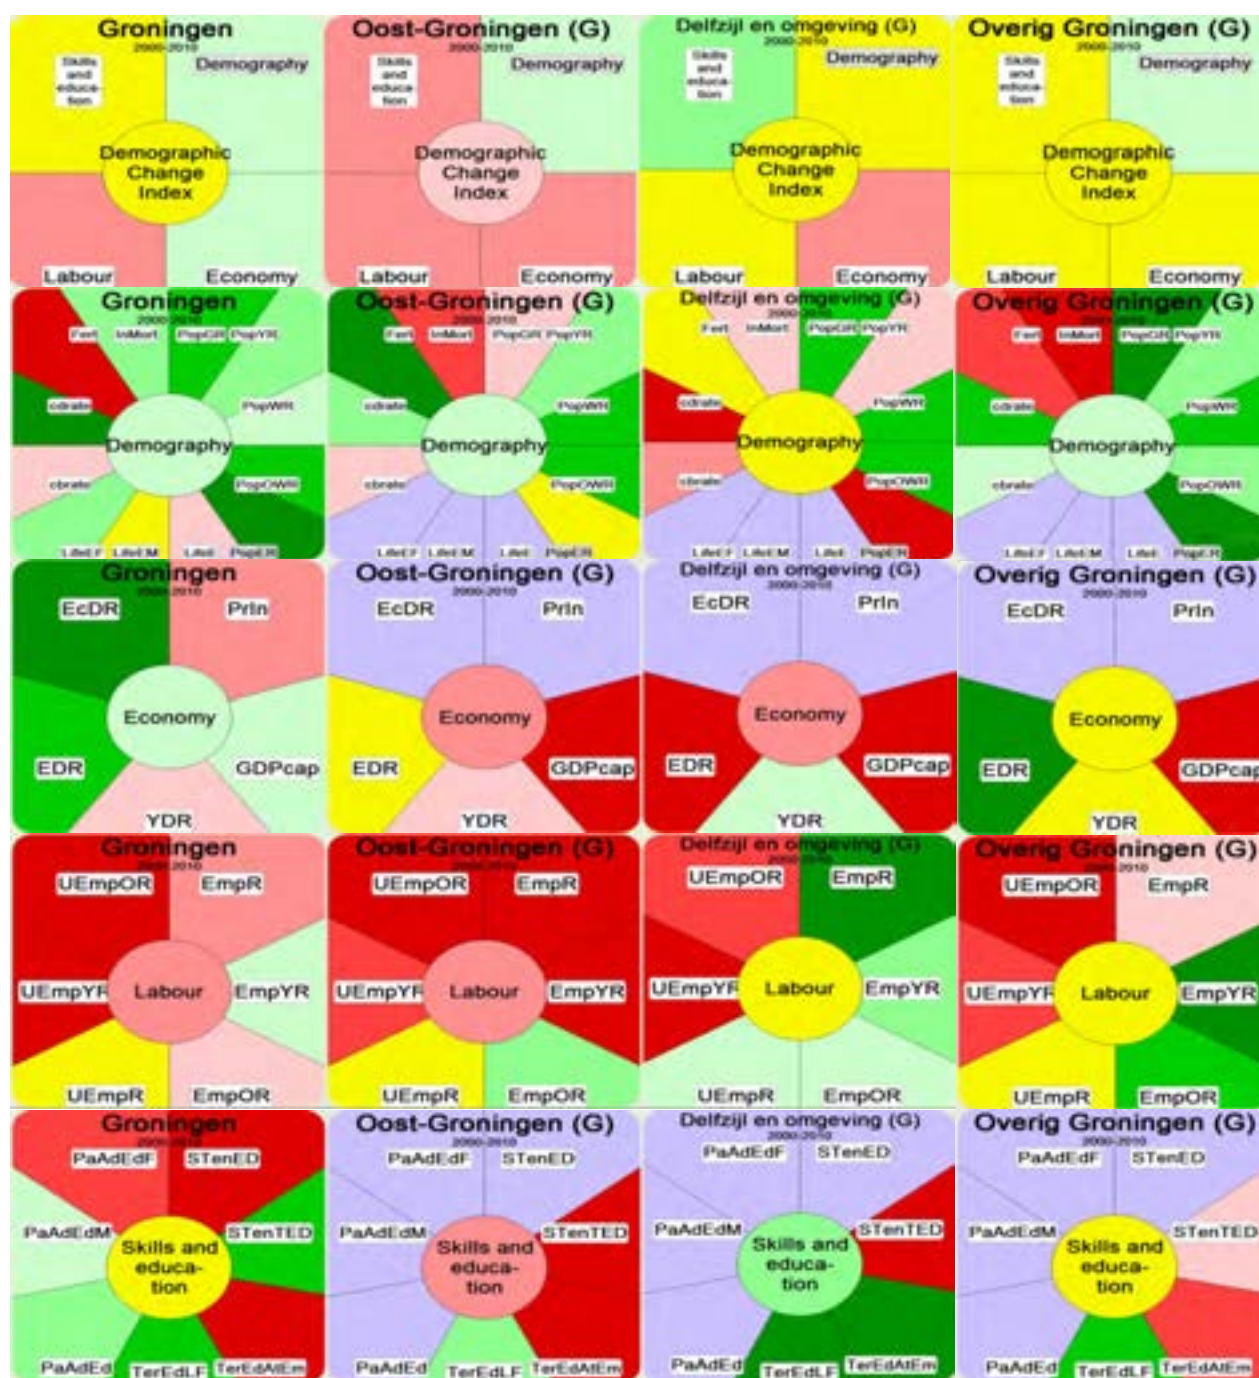 Groningen
2000-2010
Skills
and
educa-
tion
Demography
Demographic
Change
Index
Labour
Economy
Oost-Groningen (G)
2000-2010
Skills
and
educa-
tion
Demography
Demographic
Change
Index
Labour
Economy
Delfzijl en omgeving (G)
2000-2010
Skills
and
educa-
tion
Demography
Demographic
Change
Index
Labour
Economy
Overig Groningen (G)
2000-2010
Skills
and
educa-
tion
Demography
Demographic
Change
Index
Labour
Economy
Groningen
2000-2010
Fert InMort PopGR PopYR
cdrate PopWR
Demography
cbrate PopOWR
LifeEF LifeEM LifeE PopER
Oost-Groningen (G)
2000-2010
Fert InMort PopGR PopYR
cdrate PopWR
Demography
cbrate PopOWR
LifeEF LifeEM LifeE PopER
Delfzijl en omgeving (G)
2000-2010
Fert InMort PopGR PopYR
cdrate PopWR
Demography
cbrate PopOWR
LifeEF LifeEM LifeE PopER
Overig Groningen (G)
2000-2010
Fert InMort PopGR PopYR
cdrate PopWR
Demography
cbrate PopOWR
LifeEF LifeEM LifeE PopER
Groningen
2000-2010
EcDR PrIn
Economy
EDR GDPcap
YDR
Oost-Groningen (G)
2000-2010
EcDR PrIn
Economy
EDR GDPcap
YDR
Delfzijl en omgeving (G)
2000-2010
EcDR PrIn
Economy
EDR GDPcap
YDR
Overig Groningen (G)
2000-2010
EcDR PrIn
Economy
EDR GDPcap
YDR
Groningen
2000-2010
UEmpOR EmpR
UEmpYR Labour EmpYR
UEmpR EmpOR
Oost-Groningen (G)
2000-2010
UEmpOR EmpR
UEmpYR Labour EmpYR
UEmpR EmpOR
Delfzijl en omgeving (G)
2000-2010
UEmpOR EmpR
UEmpYR Labour EmpYR
UEmpR EmpOR
Overig Groningen (G)
2000-2010
UEmpOR EmpR
UEmpYR Labour EmpYR
UEmpR EmpOR
Groningen
2000-2010
PaAdEdF STenED
PaAdEdM STenTED
Skills and
educa-
tion
PaAdEd TerEdLF TerEdAtEm
Oost-Groningen (G)
2000-2010
PaAdEdF STenED
PaAdEdM STenTED
Skills and
educa-
tion
PaAdEd TerEdLF TerEdAtEm
Delfzijl en omgeving (G)
2000-2010
PaAdEdF STenED
PaAdEdM STenTED
Skills and
educa-
tion
PaAdEd TerEdLF TerEdAtEm
Overig Groningen (G)
2000-2010
PaAdEdF STenED
PaAdEdM STenTED
Skills and
educa-
tion
PaAdEd TerEdLF TerEdAtEm